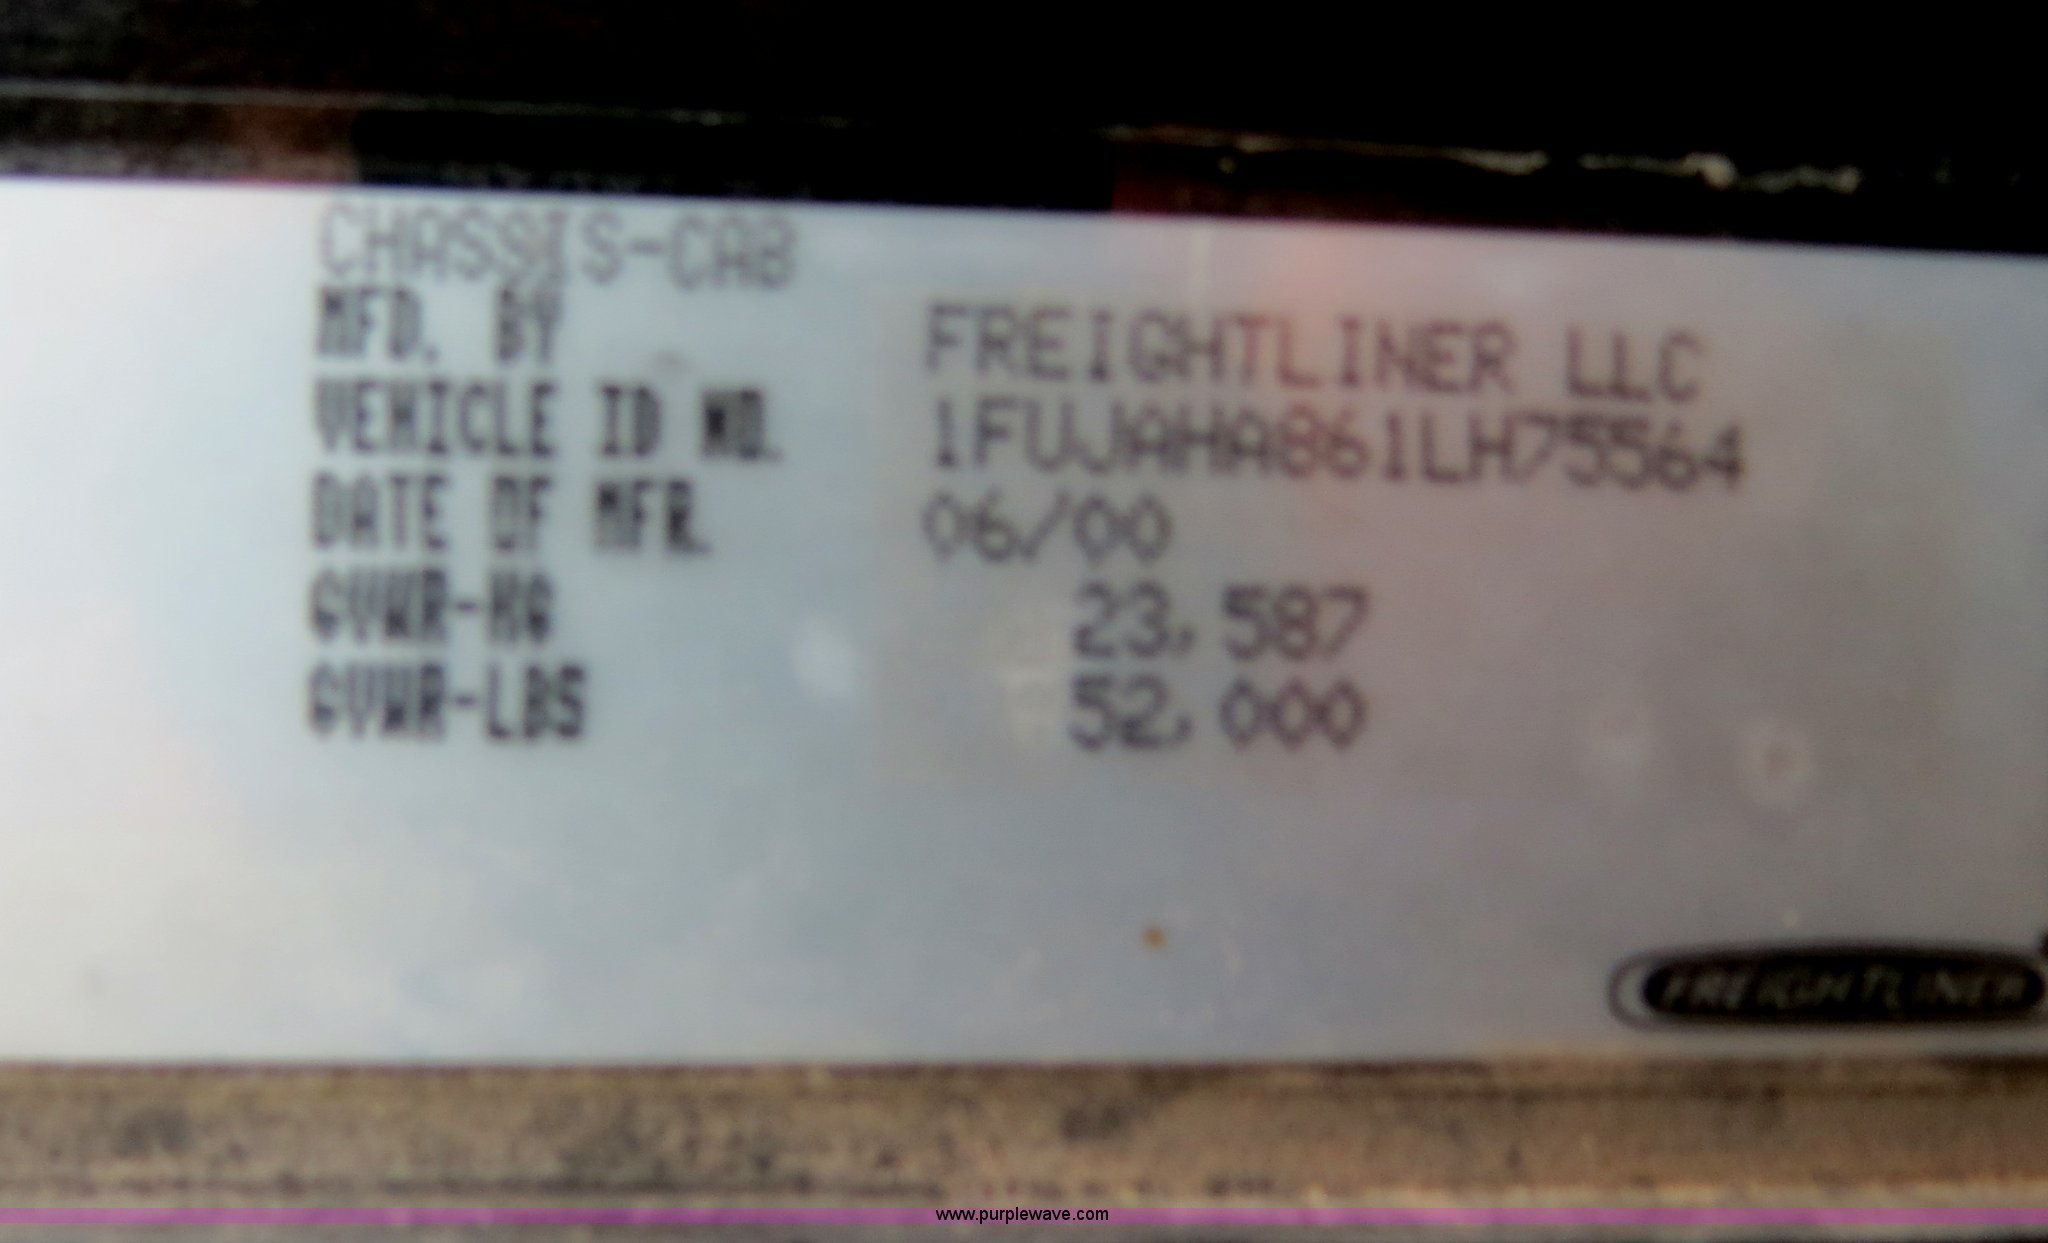 CHASSIS-CAB
MFD. BY FREIGHTLINER LLC
VEHICLE ID NO. 1FUJAHA861LH75564
DATE OF MFR. 06/00
GVWR-KG 23,587
GVWR-LBS 52,000
FREIGHTLINER
www.purplewave.com